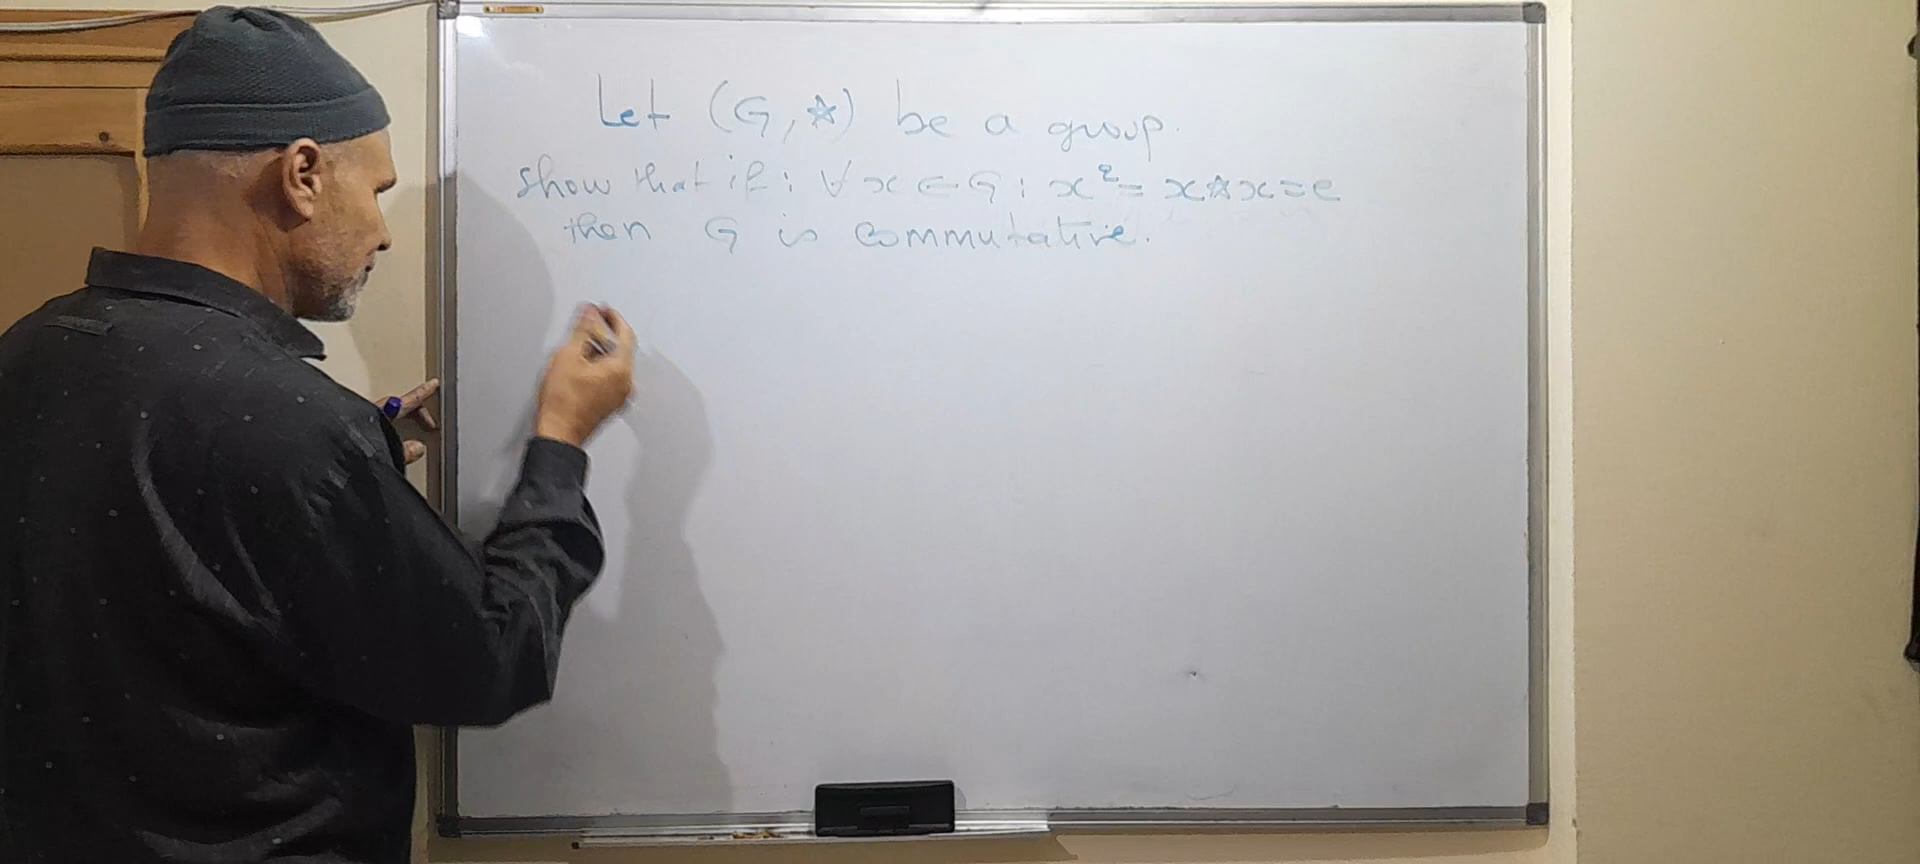 Let (G, ☆) be a group.
Show that if: ∀ x ∈ G : x² = x ☆ x = e
then G is commutative.